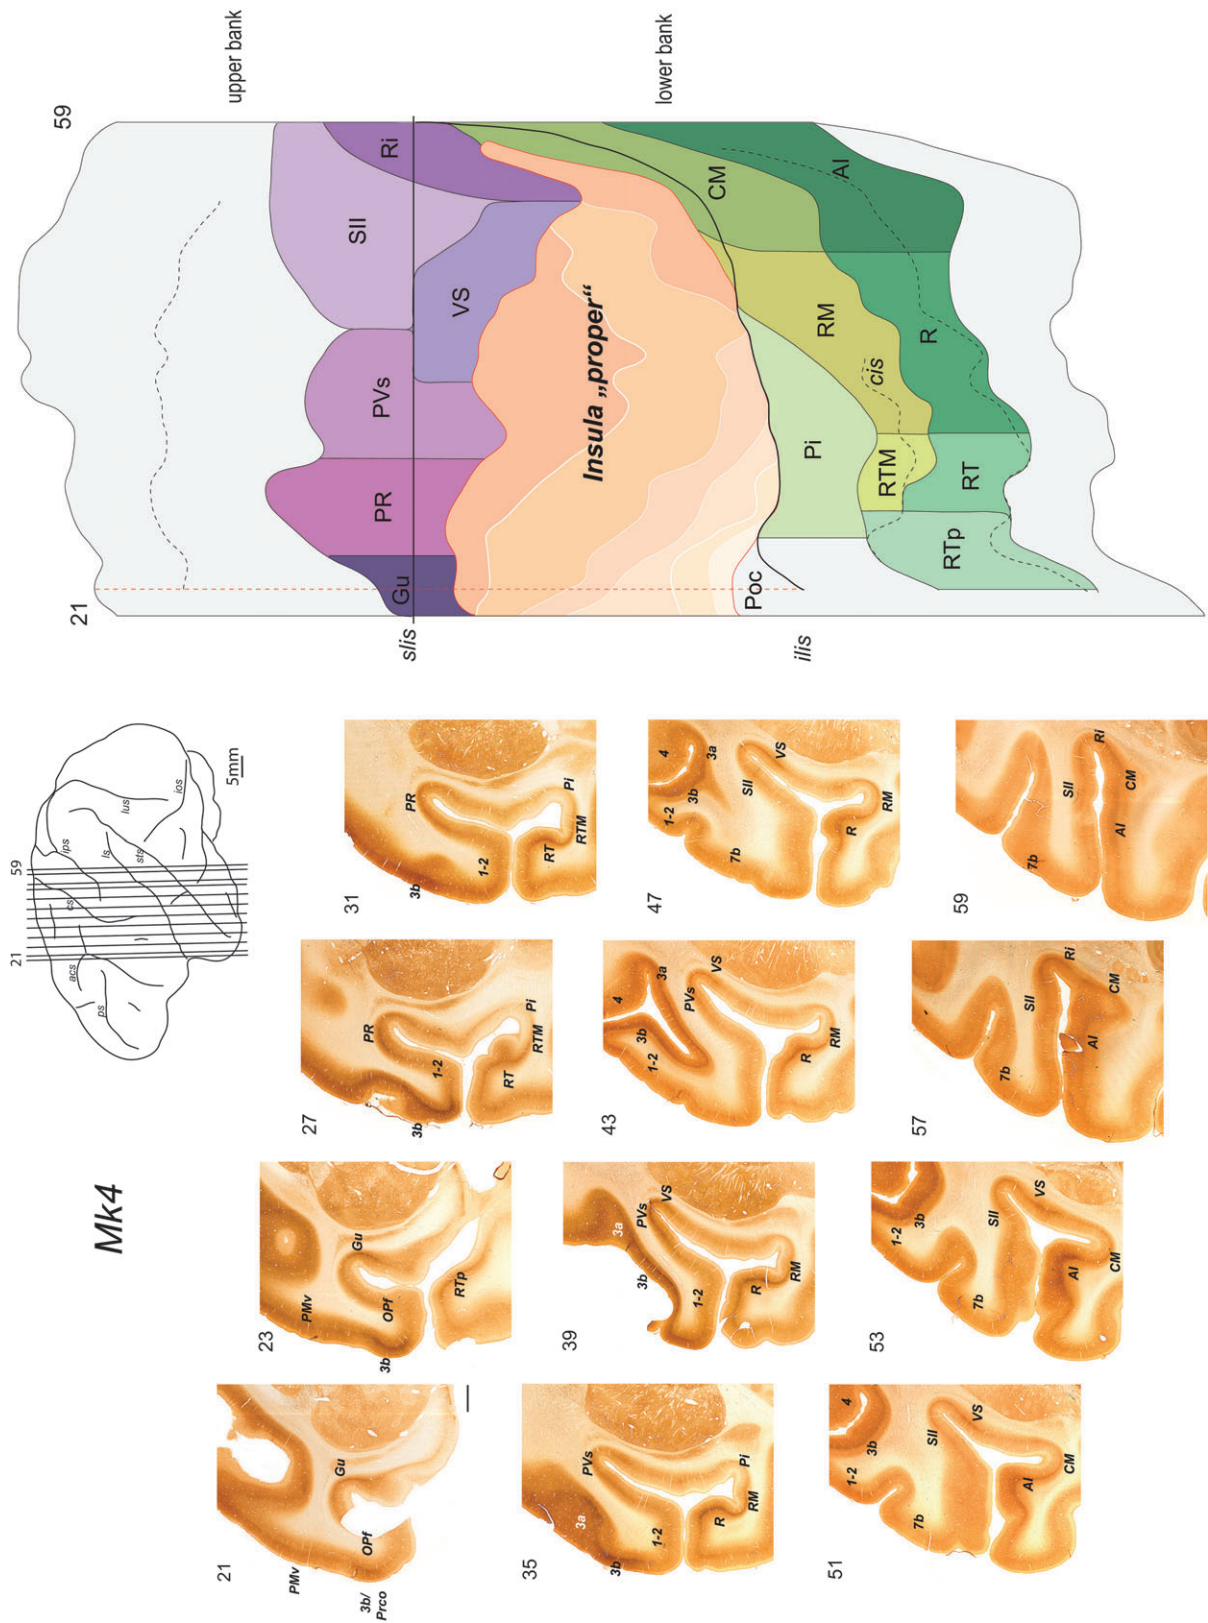 Mk4
21
59
ps
acs
cs
ips
ls
sts
lus
ios
5mm
21
PMv
Gu
OPf
3b/
Prco
23
PMv
Gu
OPf
3b
RTp
27
PR
1-2
3b
RT
RTM
Pi
31
PR
3b
1-2
RT
RTM
Pi
35
3a
PVs
3b
1-2
R
RM
Pi
39
3a
PVs
VS
3b
1-2
R
RM
43
4
3b
3a
1-2
PVs
VS
R
RM
47
4
1-2
3b
3a
SII
VS
7b
R
RM
51
4
1-2
3b
7b
SII
VS
AI
CM
53
1-2
3b
7b
SII
VS
AI
CM
57
7b
SII
Ri
AI
CM
59
7b
SII
Ri
AI
CM
21
59
upper bank
slis
Gu
PR
PVs
SII
Ri
VS
Insula „proper“
lower bank
Poc
Pi
CM
ilis
RM
AI
cis
RTM
R
RT
RTp